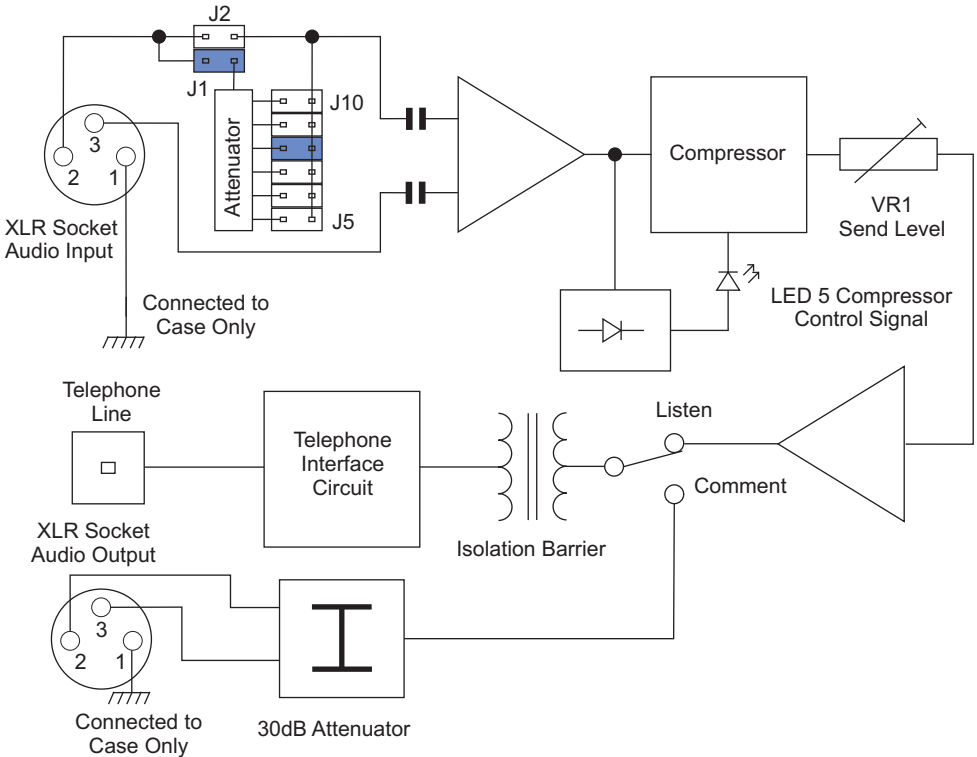 J2
J1
J10
Attenuator
J5
3
2
1
XLR Socket
Audio Input
Connected to
Case Only
Compressor
VR1
Send Level
LED 5 Compressor
Control Signal
Telephone
Line
Telephone
Interface
Circuit
Listen
Comment
Isolation Barrier
XLR Socket
Audio Output
3
2
1
Connected to
Case Only
30dB Attenuator